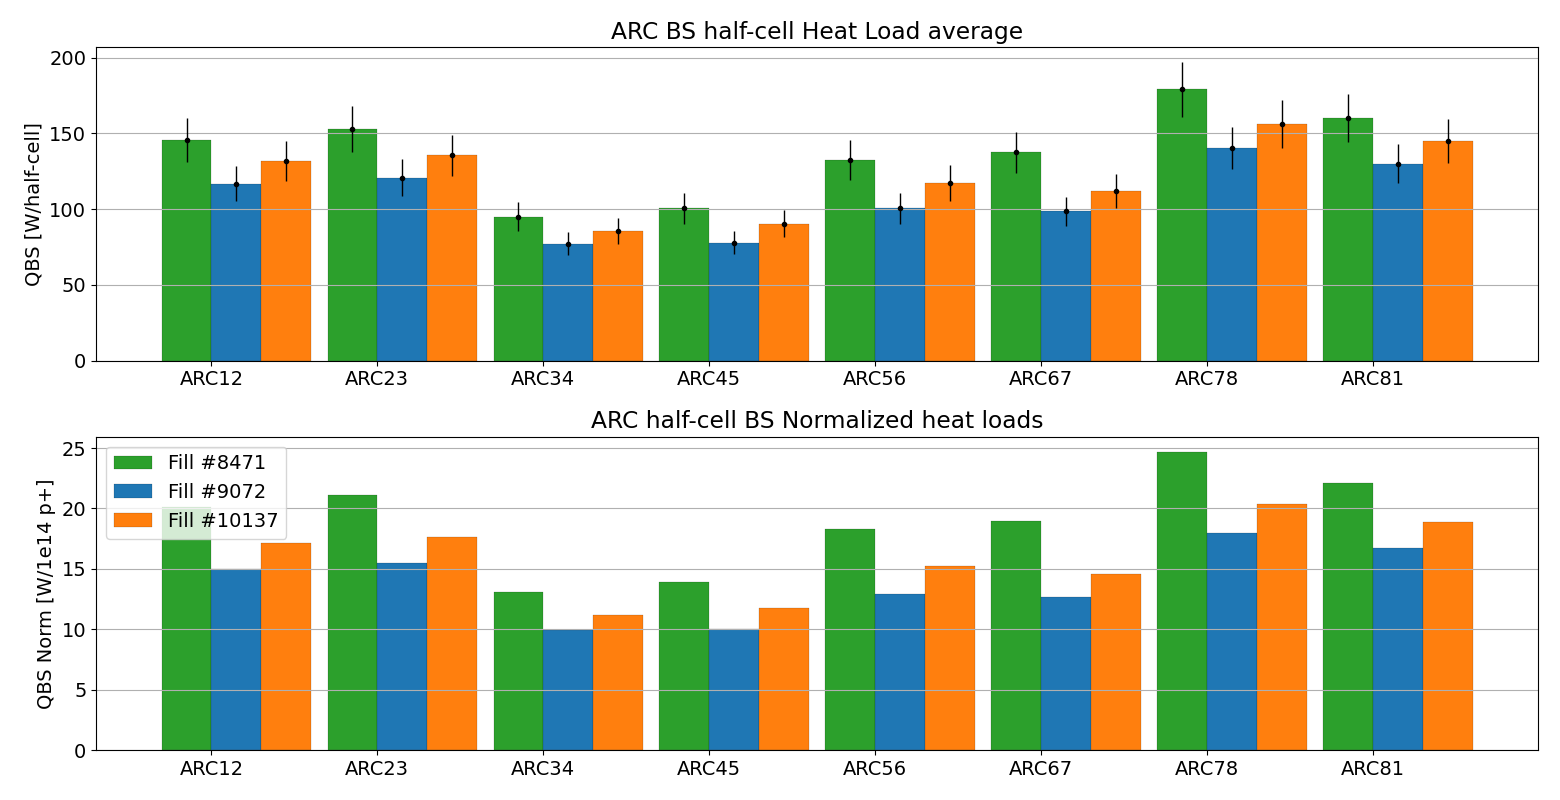 ARC BS half-cell Heat Load average
QBS [W/half-cell]
200
150
100
50
0
ARC12 ARC23 ARC34 ARC45 ARC56 ARC67 ARC78 ARC81
ARC half-cell BS Normalized heat loads
QBS Norm [W/1e14 p+]
25
20
15
10
5
0
Fill #8471
Fill #9072
Fill #10137
ARC12 ARC23 ARC34 ARC45 ARC56 ARC67 ARC78 ARC81